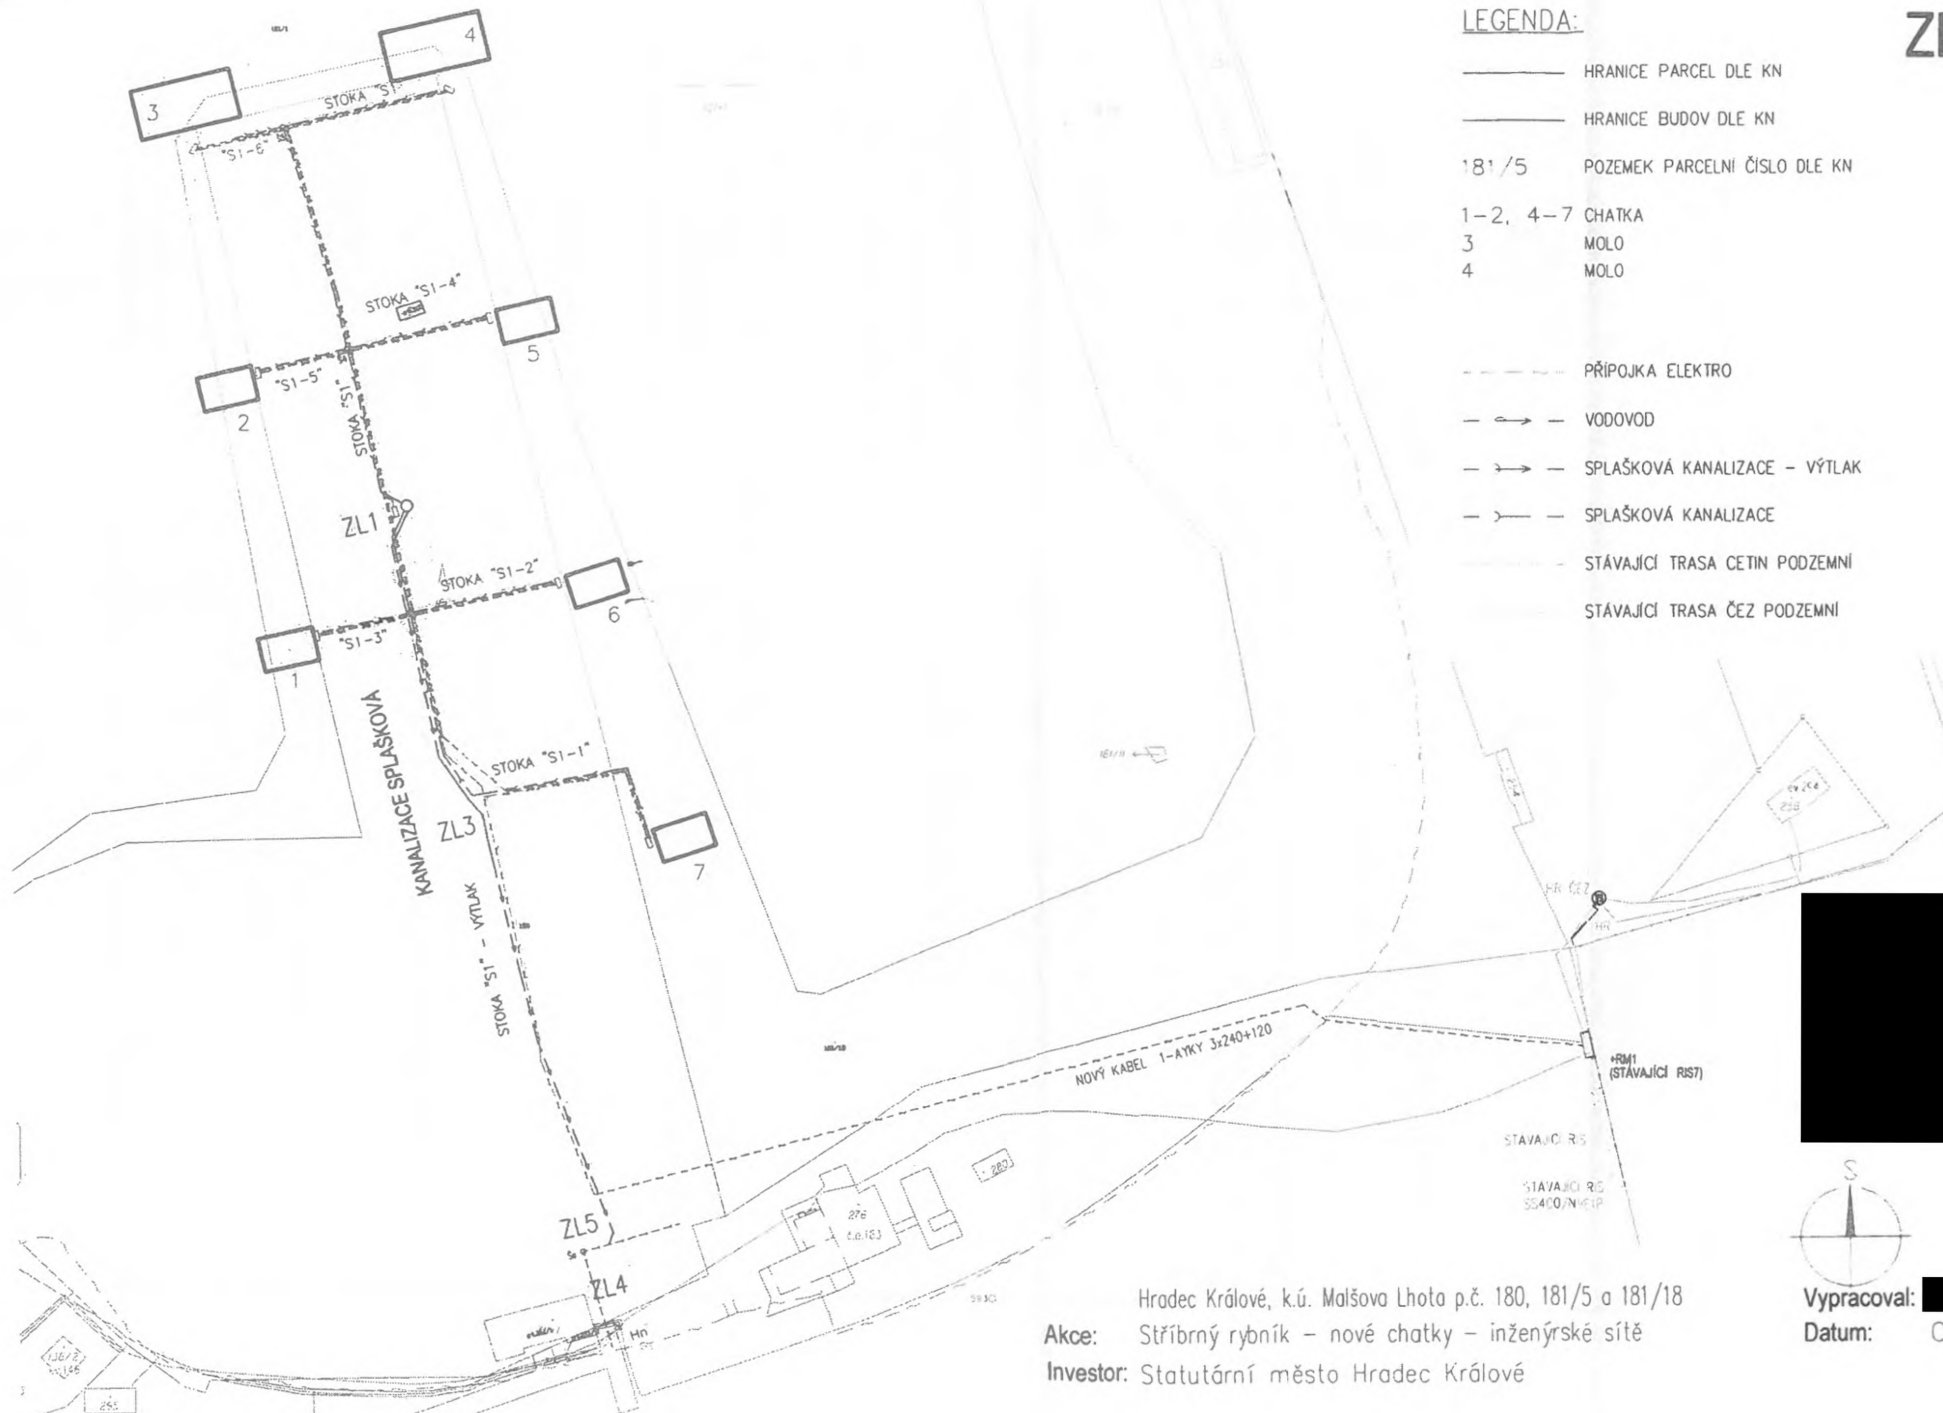 LEGENDA:
HRANICE PARCEL DLE KN
HRANICE BUDOV DLE KN
181/5 POZEMEK PARCELNÍ ČÍSLO DLE KN
1-2, 4-7 CHATKA
3 MOLO
4 MOLO
PŘÍPOJKA ELEKTRO
VODOVOD
SPLAŠKOVÁ KANALIZACE - VÝTLAK
SPLAŠKOVÁ KANALIZACE
STÁVAJÍCÍ TRASA CETIN PODZEMNÍ
STÁVAJÍCÍ TRASA ČEZ PODZEMNÍ
4
3
STOKA "S1
"S1-6"
STOKA "S1-4"
5
"S1-5"
2
STOKA "S1"
ZL1
STOKA "S1-2"
6
"S1-3"
1
KANALIZACE SPLAŠKOVÁ
STOKA "S1-1"
ZL3
7
STOKA "S1" - VÝTLAK
HR ČEZ
HR
NOVÝ KABEL 1-AYKY 3x240+120
+RM1
(STÁVAJÍCÍ RIS7)
STÁVAJÍCÍ RIS
STÁVAJÍCÍ RIS
276
č.p.183
ZL5
ZL4
Hn
S
Hradec Králové, k.ú. Malšova Lhota p.č. 180, 181/5 a 181/18
Akce: Stříbrný rybník - nové chatky - inženýrské sítě
Investor: Statutární město Hradec Králové
Vypracoval:
Datum: